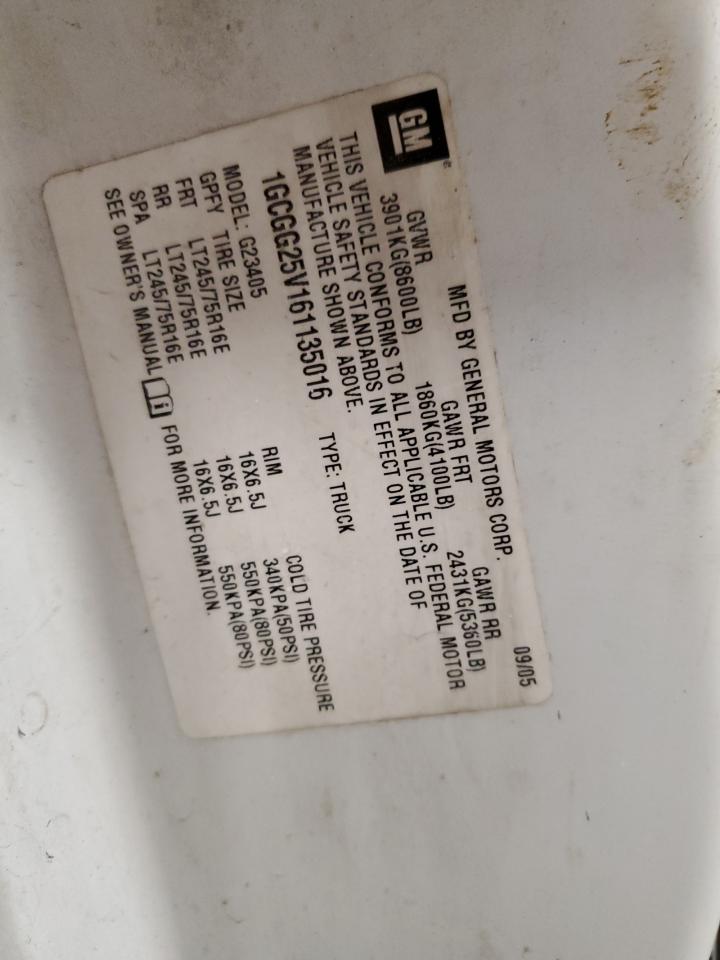 GM
MFD BY GENERAL MOTORS CORP. 09/05
GVWR GAWR FRT GAWR RR
3901KG(8600LB) 1860KG(4100LB) 2431KG(5360LB)
THIS VEHICLE CONFORMS TO ALL APPLICABLE U.S. FEDERAL MOTOR
VEHICLE SAFETY STANDARDS IN EFFECT ON THE DATE OF
MANUFACTURE SHOWN ABOVE.
1GCGG25V161135016 TYPE: TRUCK
MODEL: G23405
GPFY TIRE SIZE RIM COLD TIRE PRESSURE
FRT LT245/75R16E 16X6.5J 340KPA(50PSI)
RR LT245/75R16E 16X6.5J 550KPA(80PSI)
SPA LT245/75R16E 16X6.5J 550KPA(80PSI)
SEE OWNER'S MANUAL i FOR MORE INFORMATION.